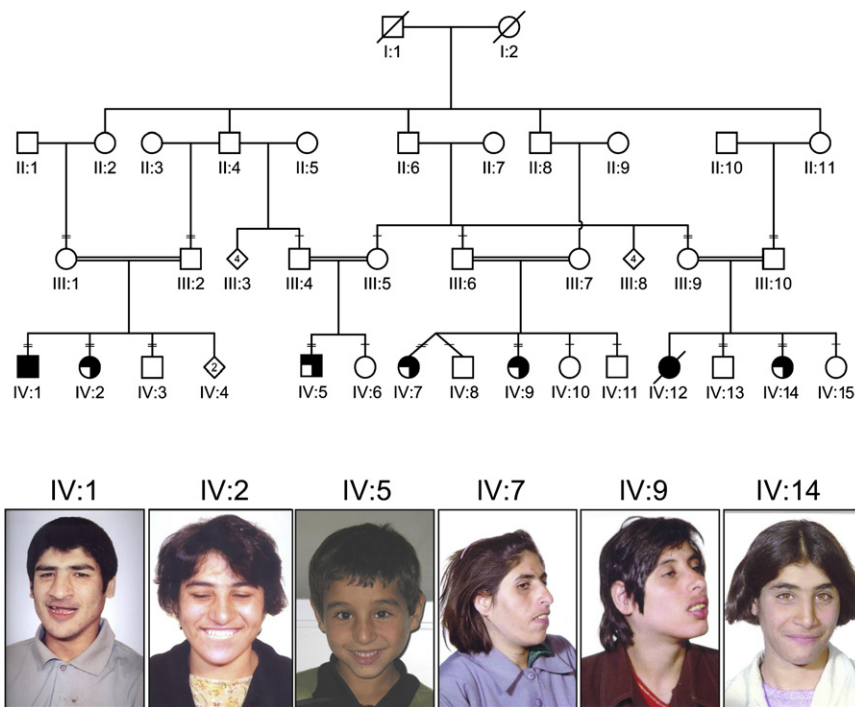 I:1 I:2
II:1 II:2 II:3 II:4 II:5 II:6 II:7 II:8 II:9 II:10 II:11
4 4
III:1 III:2 III:3 III:4 III:5 III:6 III:7 III:8 III:9 III:10
2
IV:1 IV:2 IV:3 IV:4 IV:5 IV:6 IV:7 IV:8 IV:9 IV:10 IV:11 IV:12 IV:13 IV:14 IV:15
IV:1 IV:2 IV:5 IV:7 IV:9 IV:14